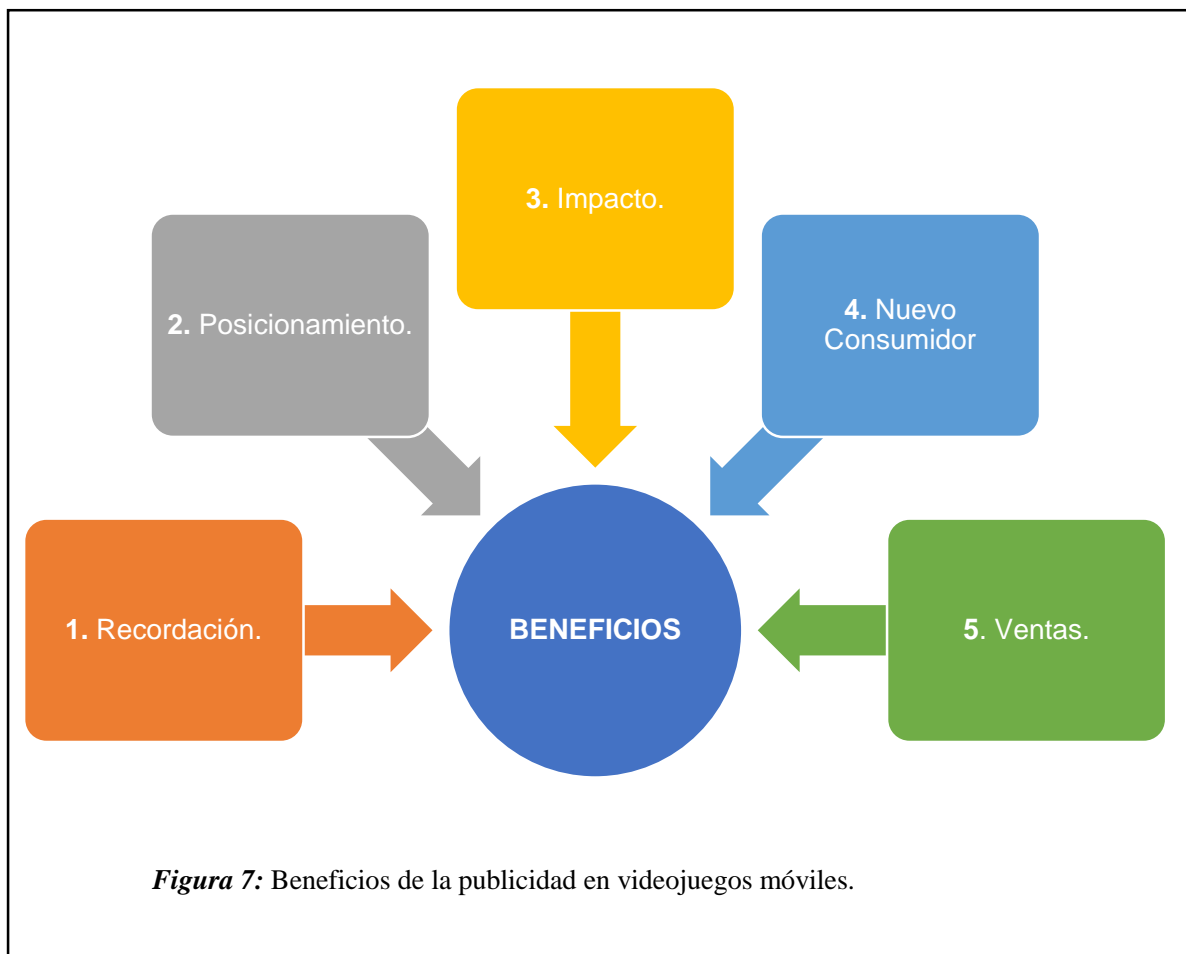 1. Recordación.
2. Posicionamiento.
3. Impacto.
4. Nuevo
Consumidor
5. Ventas.
BENEFICIOS
Figura 7: Beneficios de la publicidad en videojuegos móviles.